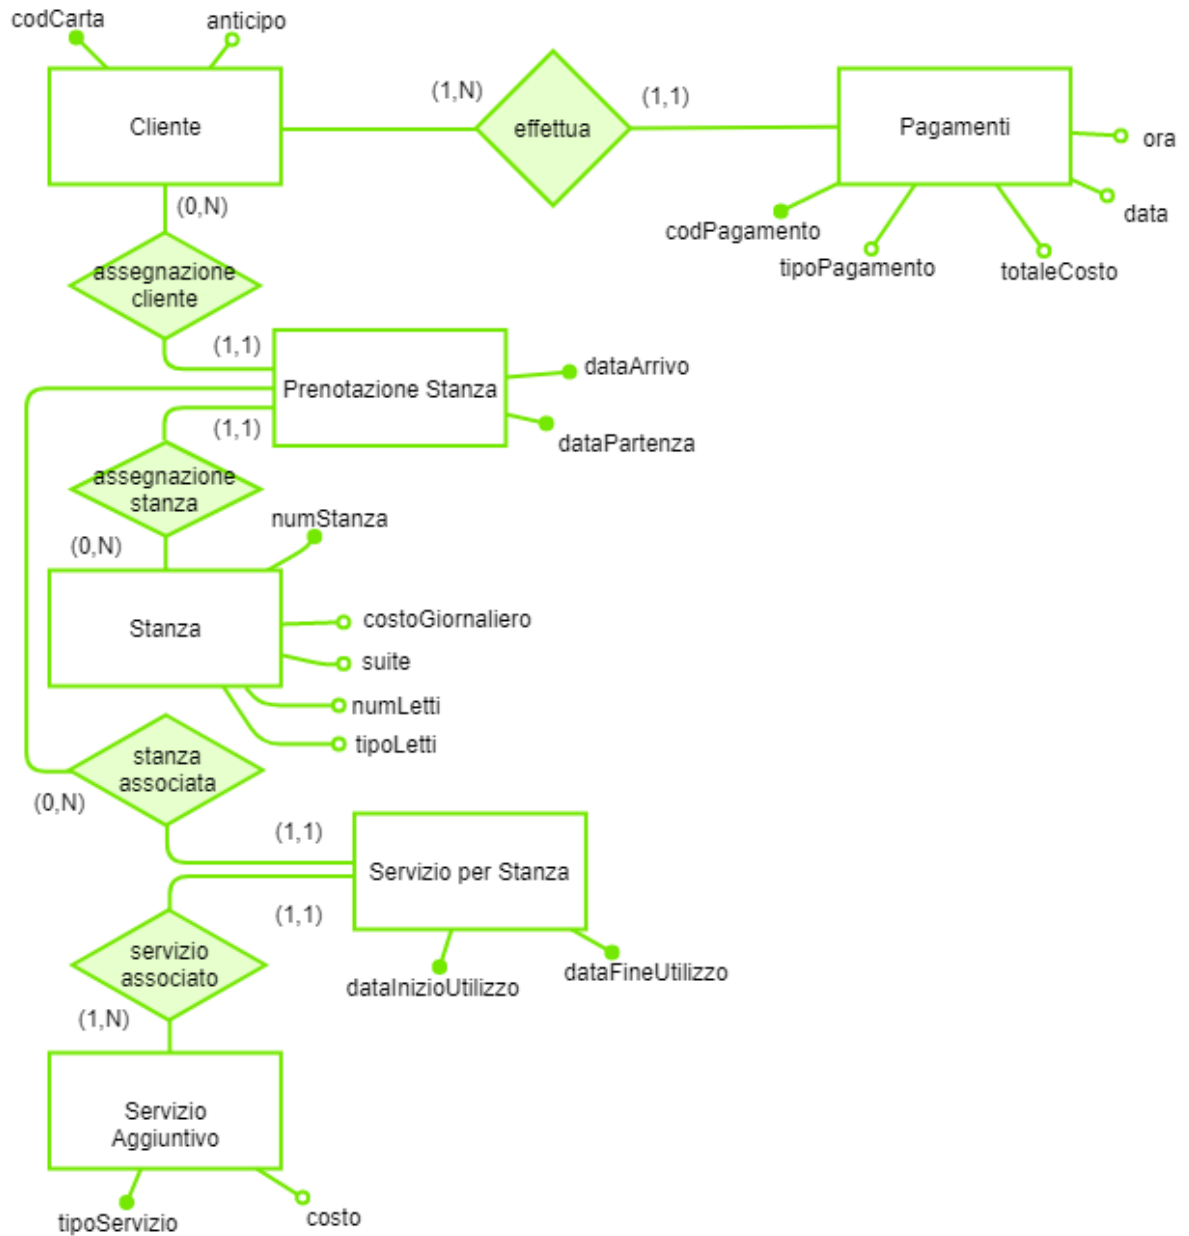 codCarta
anticipo
Cliente
(1,N)
effettua
(1,1)
Pagamenti
ora
data
codPagamento
tipoPagamento
totaleCosto
(0,N)
assegnazione
cliente
(1,1)
Prenotazione Stanza
dataArrivo
dataPartenza
(1,1)
assegnazione
stanza
(0,N)
numStanza
Stanza
costoGiornaliero
suite
numLetti
tipoLetti
stanza
associata
(0,N)
(1,1)
Servizio per Stanza
(1,1)
dataInizioUtilizzo
dataFineUtilizzo
servizio
associato
(1,N)
Servizio
Aggiuntivo
tipoServizio
costo